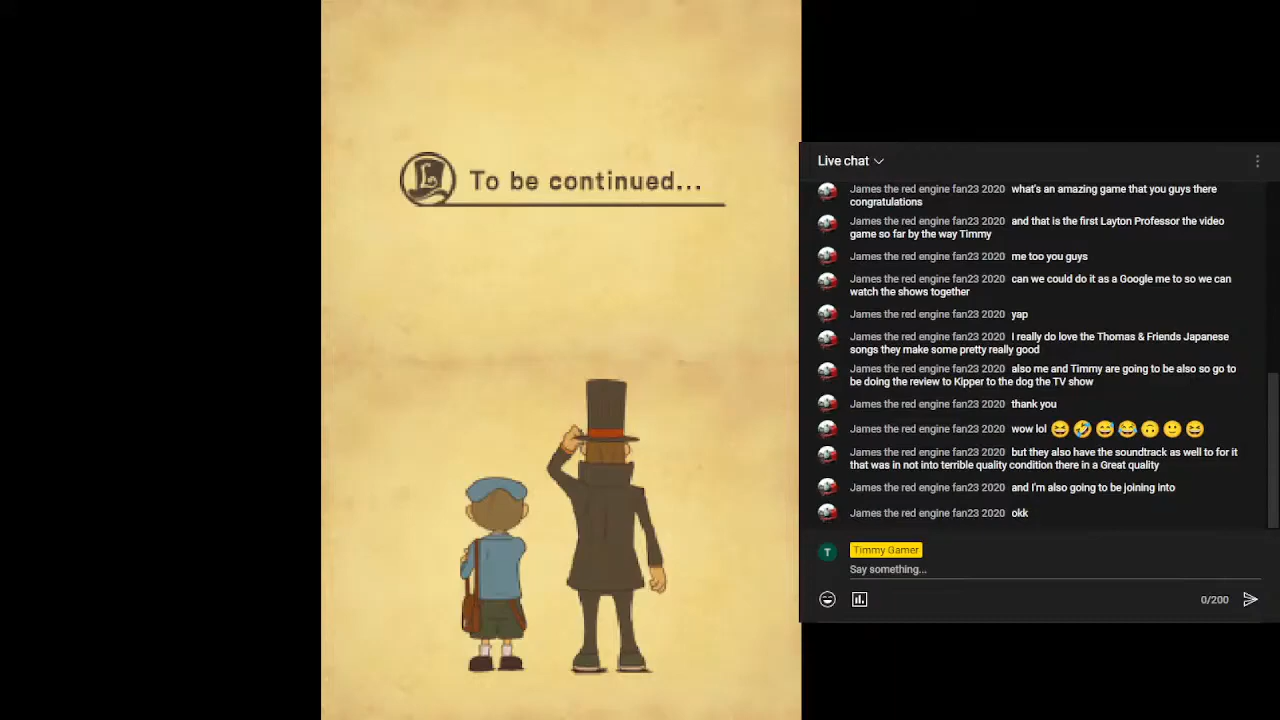 L To be continued...
Live chat
James the red engine fan23 2020 what's an amazing game that you guys there
congratulations
James the red engine fan23 2020 and that is the first Layton Professor the video
game so far by the way Timmy
James the red engine fan23 2020 me too you guys
James the red engine fan23 2020 can we could do it as a Google me to so we can
watch the shows together
James the red engine fan23 2020 yap
James the red engine fan23 2020 I really do love the Thomas & Friends Japanese
songs they make some pretty really good
James the red engine fan23 2020 also me and Timmy are going to be also so go to
be doing the review to Kipper to the dog the TV show
James the red engine fan23 2020 thank you
James the red engine fan23 2020 wow lol 😆 🤣 😅 😂 🙃 🙂 😆
James the red engine fan23 2020 but they also have the soundtrack as well to for it
that was in not into terrible quality condition there in a Great quality
James the red engine fan23 2020 and I'm also going to be joining into
James the red engine fan23 2020 okk
T Timmy Gamer
Say something...
0/200